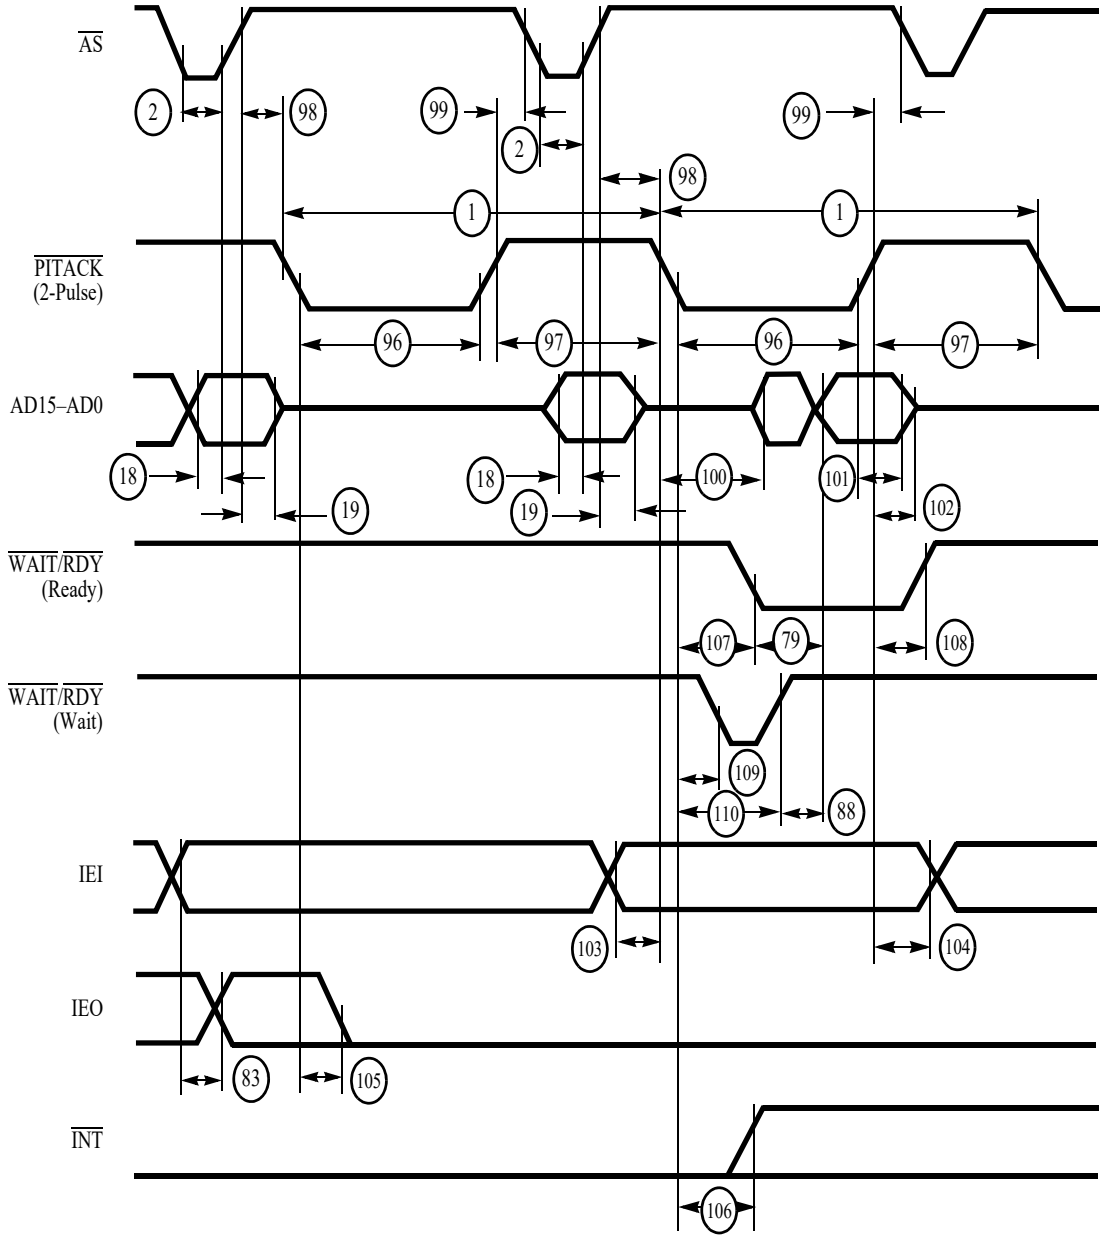 AS
2
98
99
2
99
98
1
1
PITACK
(2-Pulse)
96
97
96
97
AD15–AD0
18
19
18
19
100
101
102
WAIT/RDY
(Ready)
107
79
108
WAIT/RDY
(Wait)
109
110
88
IEI
103
104
IEO
83
105
INT
106